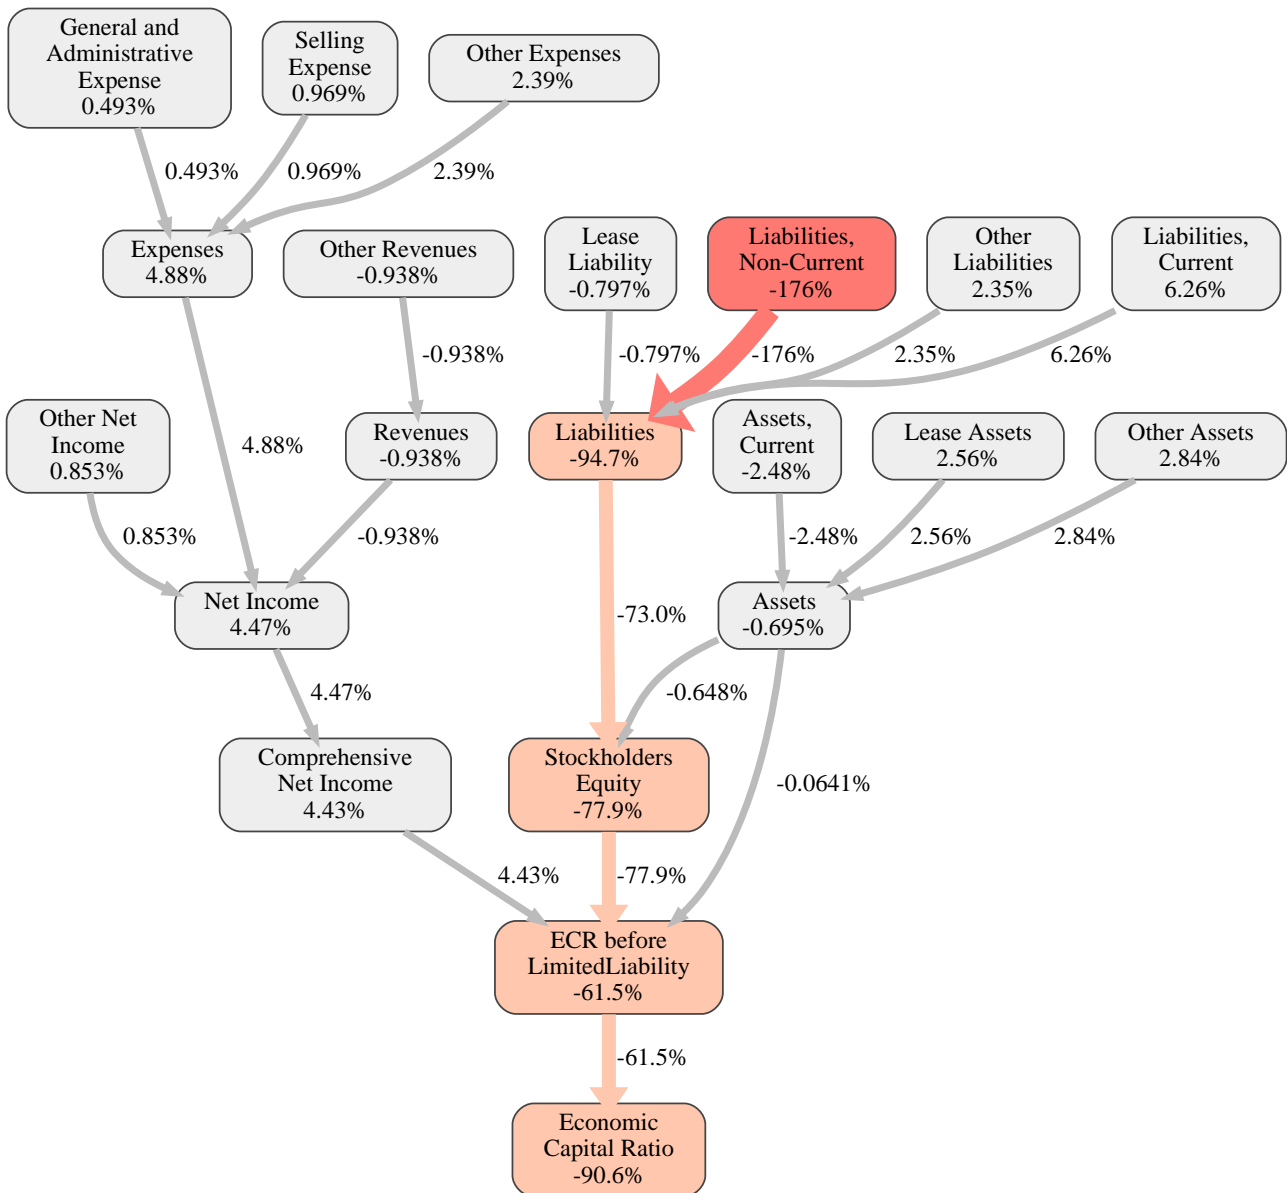 General and
Administrative
Expense
0.493%
Selling
Expense
0.969%
Other Expenses
2.39%
0.493%
0.969%
2.39%
Expenses
4.88%
Other Revenues
-0.938%
Lease
Liability
-0.797%
Liabilities,
Non-Current
-176%
Other
Liabilities
2.35%
Liabilities,
Current
6.26%
-0.938%
-0.797%
-176%
2.35%
6.26%
Other Net
Income
0.853%
4.88%
Revenues
-0.938%
Liabilities
-94.7%
Assets,
Current
-2.48%
Lease Assets
2.56%
Other Assets
2.84%
0.853%
-0.938%
-2.48%
2.56%
2.84%
Net Income
4.47%
-73.0%
Assets
-0.695%
4.47%
-0.648%
Comprehensive
Net Income
4.43%
Stockholders
Equity
-77.9%
-0.0641%
4.43%
-77.9%
ECR before
LimitedLiability
-61.5%
-61.5%
Economic
Capital Ratio
-90.6%